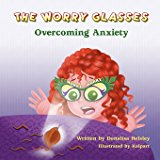 THE WORRY GLASSES
Overcoming Anxiety
Written by Donalisa Helsley
Illustrated by Kalpart